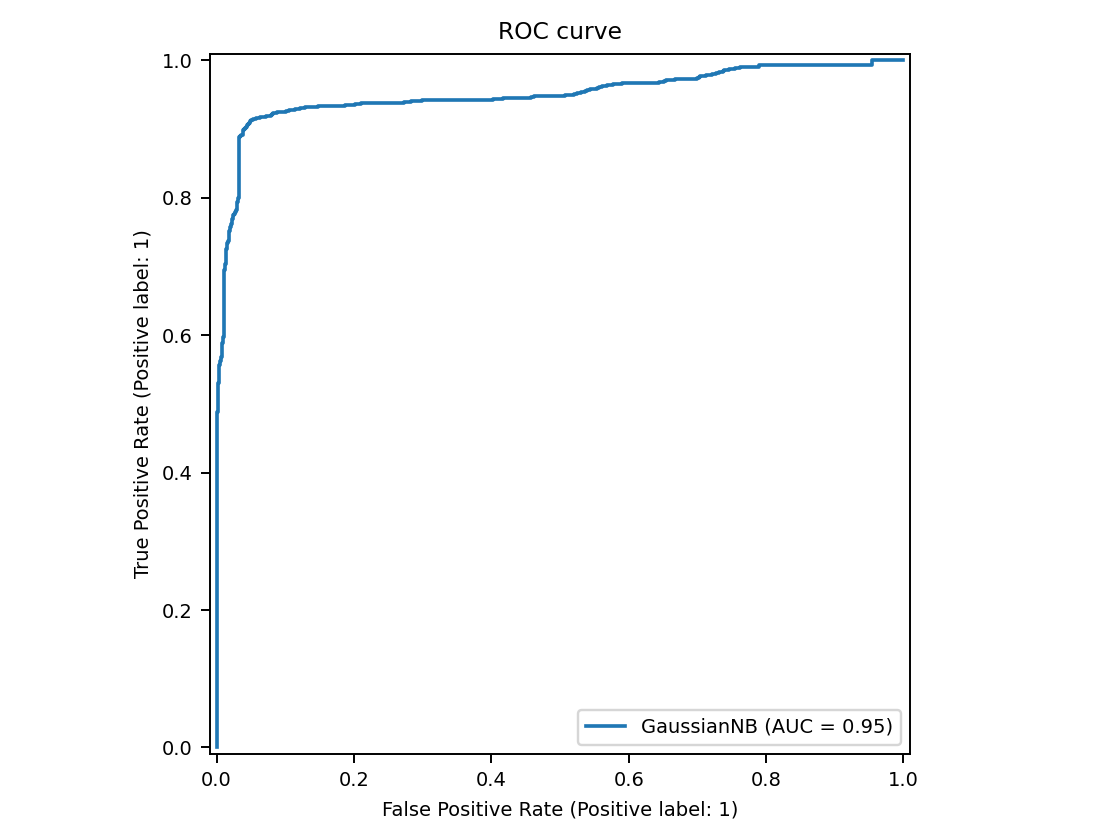 ROC curve
1.0
0.8
0.6
0.4
0.2
0.0
True Positive Rate (Positive label: 1)
GaussianNB (AUC = 0.95)
0.0 0.2 0.4 0.6 0.8 1.0
False Positive Rate (Positive label: 1)